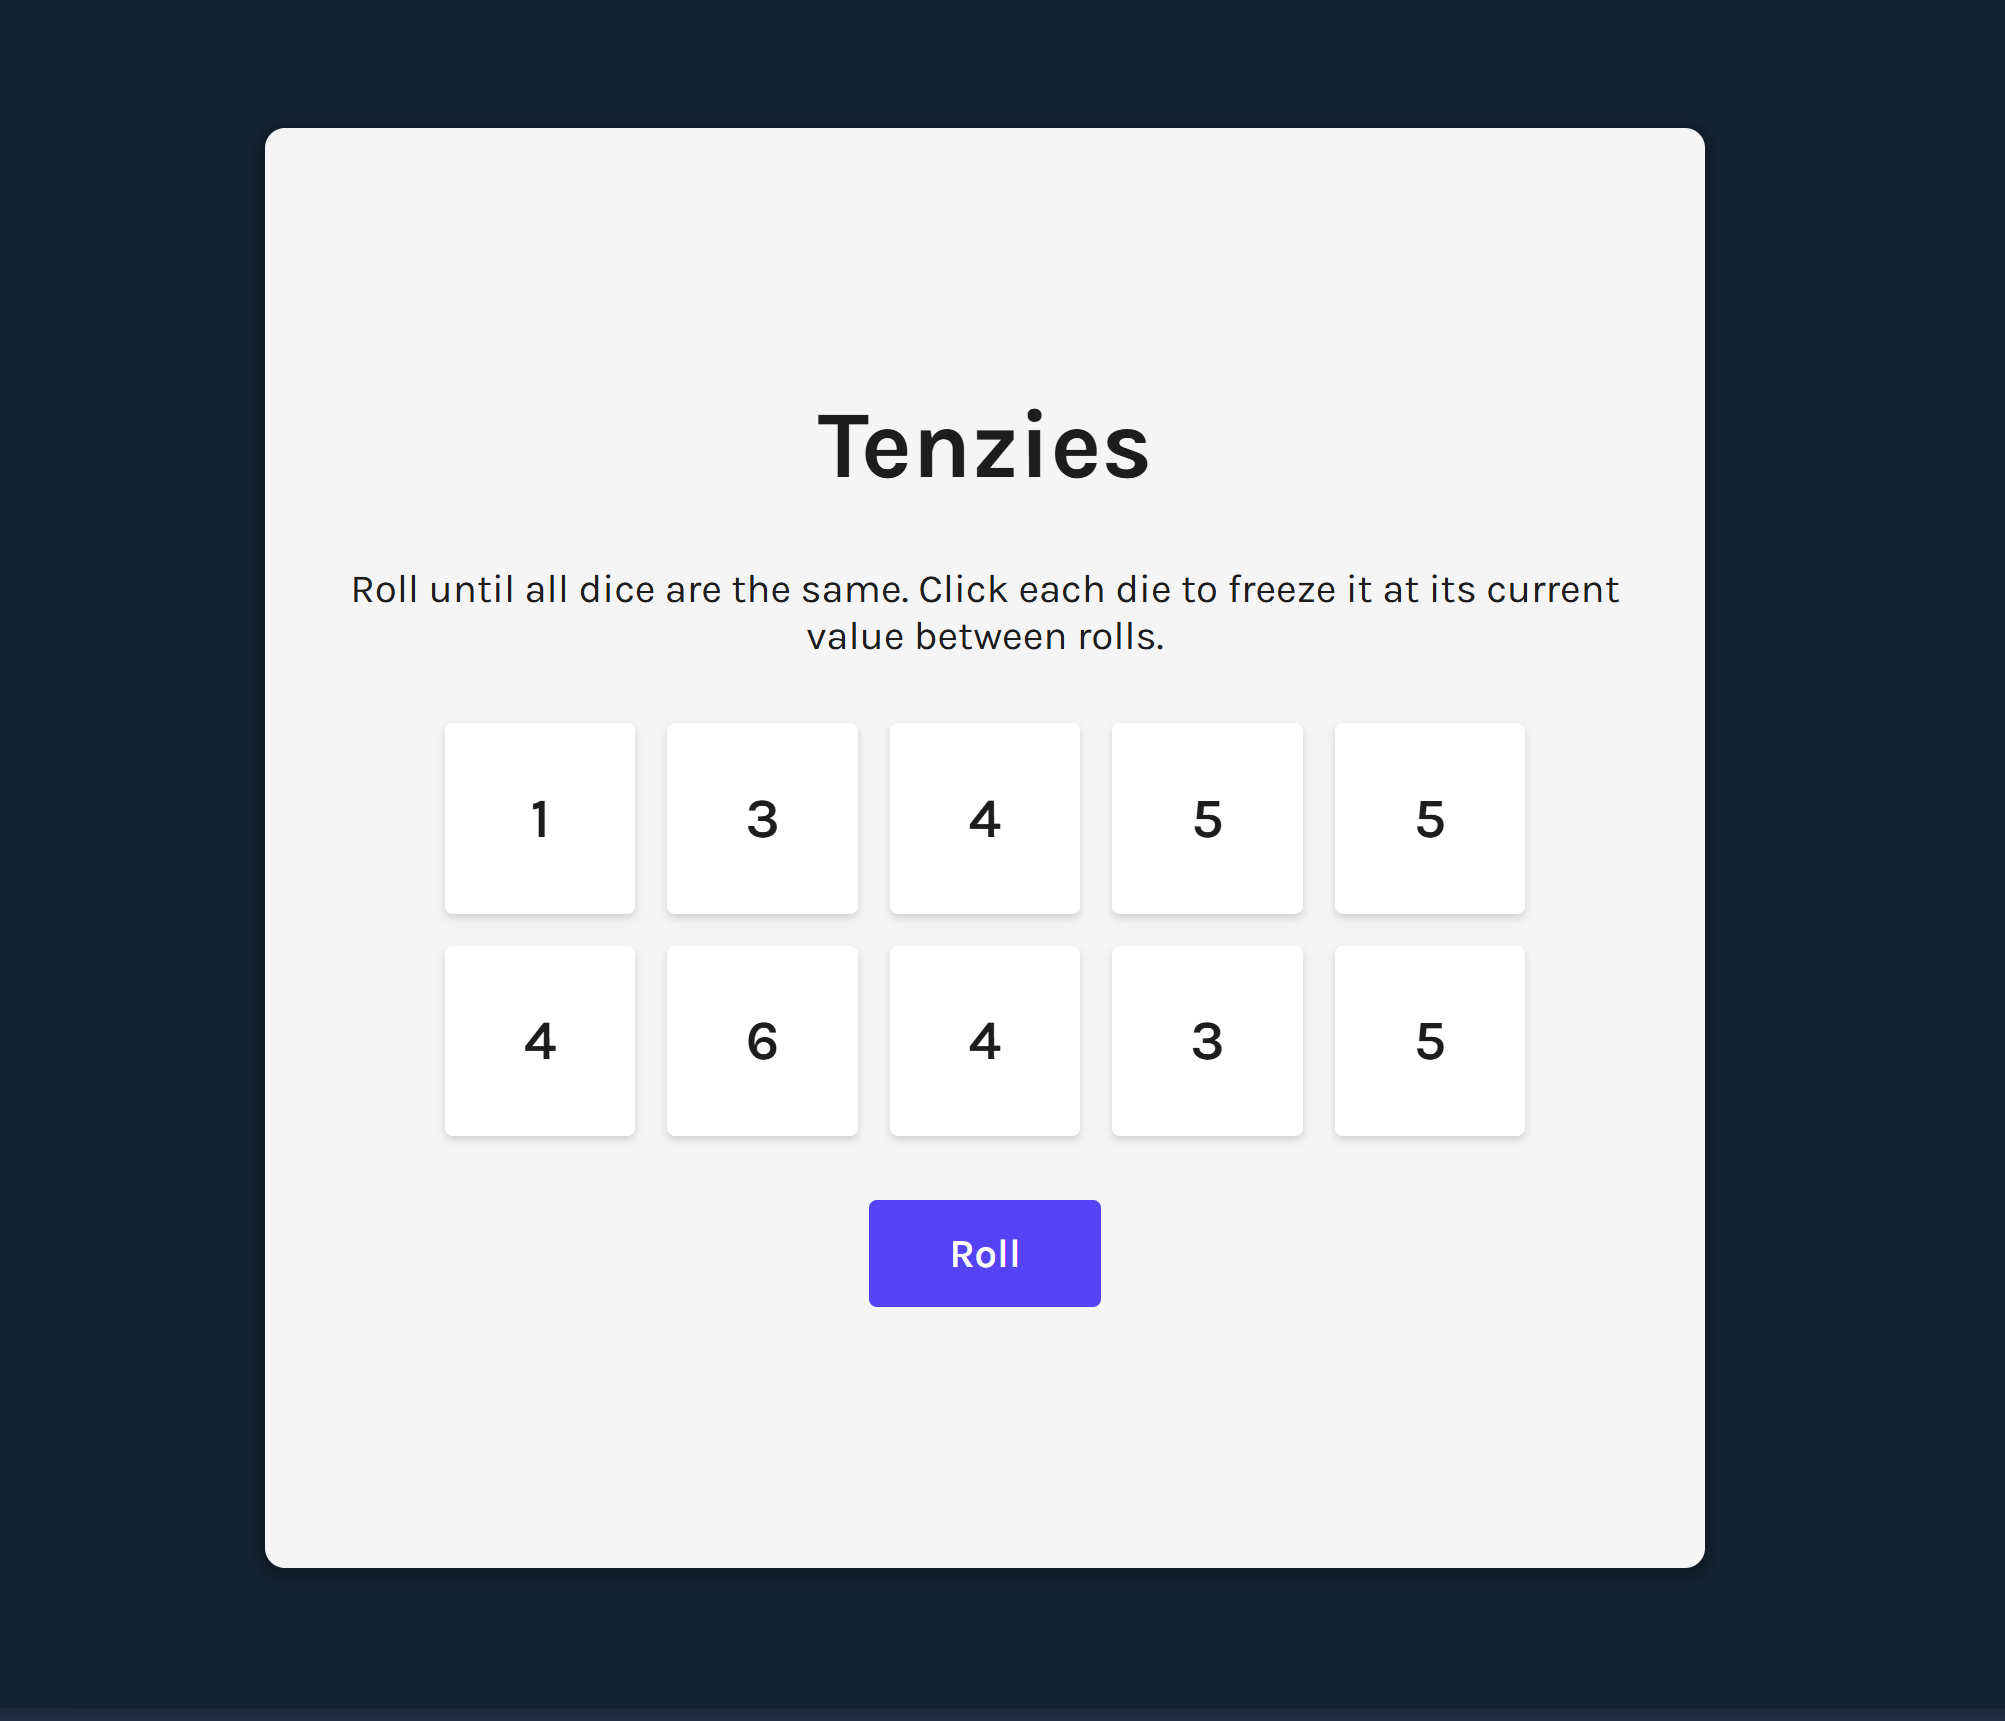 Tenzies
Roll until all dice are the same. Click each die to freeze it at its current
value between rolls.
1 3 4 5 5
4 6 4 3 5
Roll